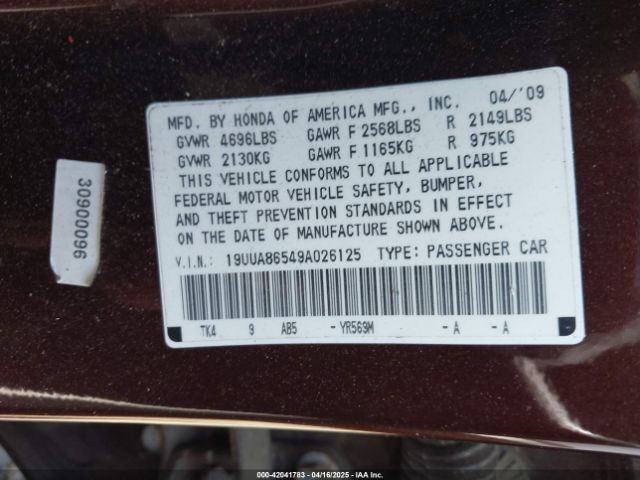 MFD. BY HONDA OF AMERICA MFG., INC. 04/'09
GVWR 4696LBS GAWR F 2568LBS R 2149LBS
GVWR 2130KG GAWR F 1165KG R 975KG
THIS VEHICLE CONFORMS TO ALL APPLICABLE
FEDERAL MOTOR VEHICLE SAFETY, BUMPER,
AND THEFT PREVENTION STANDARDS IN EFFECT
ON THE DATE OF MANUFACTURE SHOWN ABOVE.
V.I.N.: 19UUA86549A026125 TYPE: PASSENGER CAR
TK4 9 AB5 -YR569M -A -A
30900096
000-42041783 - 04/16/2025 - IAA Inc.